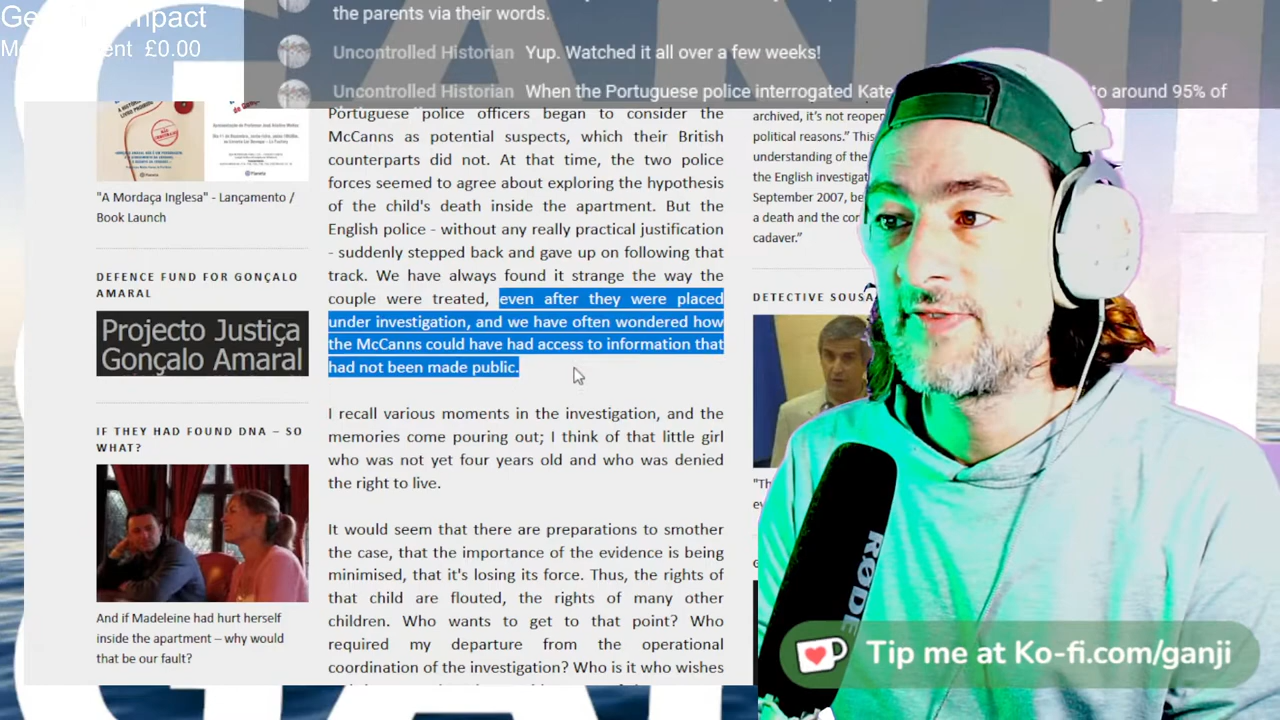 the parents via their words.
Uncontrolled Historian Yup. Watched it all over a few weeks!
Uncontrolled Historian When the Portuguese police interrogated Kate to around 95% of
mpact
ent £0.00
"A Mordaça Inglesa" - Lançamento /
Book Launch
DEFENCE FUND FOR GONÇALO
AMARAL
Projecto Justiça
Gonçalo Amaral
IF THEY HAD FOUND DNA – SO
WHAT?
And if Madeleine had hurt herself
inside the apartment – why would
that be our fault?
Portuguese police officers began to consider the
McCanns as potential suspects, which their British
counterparts did not. At that time, the two police
forces seemed to agree about exploring the hypothesis
of the child's death inside the apartment. But the
English police - without any really practical justification
- suddenly stepped back and gave up on following that
track. We have always found it strange the way the
couple were treated, even after they were placed
under investigation, and we have often wondered how
the McCanns could have had access to information that
had not been made public.
I recall various moments in the investigation, and the
memories come pouring out; I think of that little girl
who was not yet four years old and who was denied
the right to live.
It would seem that there are preparations to smother
the case, that the importance of the evidence is being
minimised, that it's losing its force. Thus, the rights of
that child are flouted, the rights of many other
children. Who wants to get to that point? Who
required my departure from the operational
coordination of the investigation? Who is it who wishes
archived, it's not reopen
political reasons." This
understanding of the
the English investigat
September 2007, be
a death and the con
cadaver."
DETECTIVE SOUSA
RØDE
Tip me at Ko-fi.com/ganji